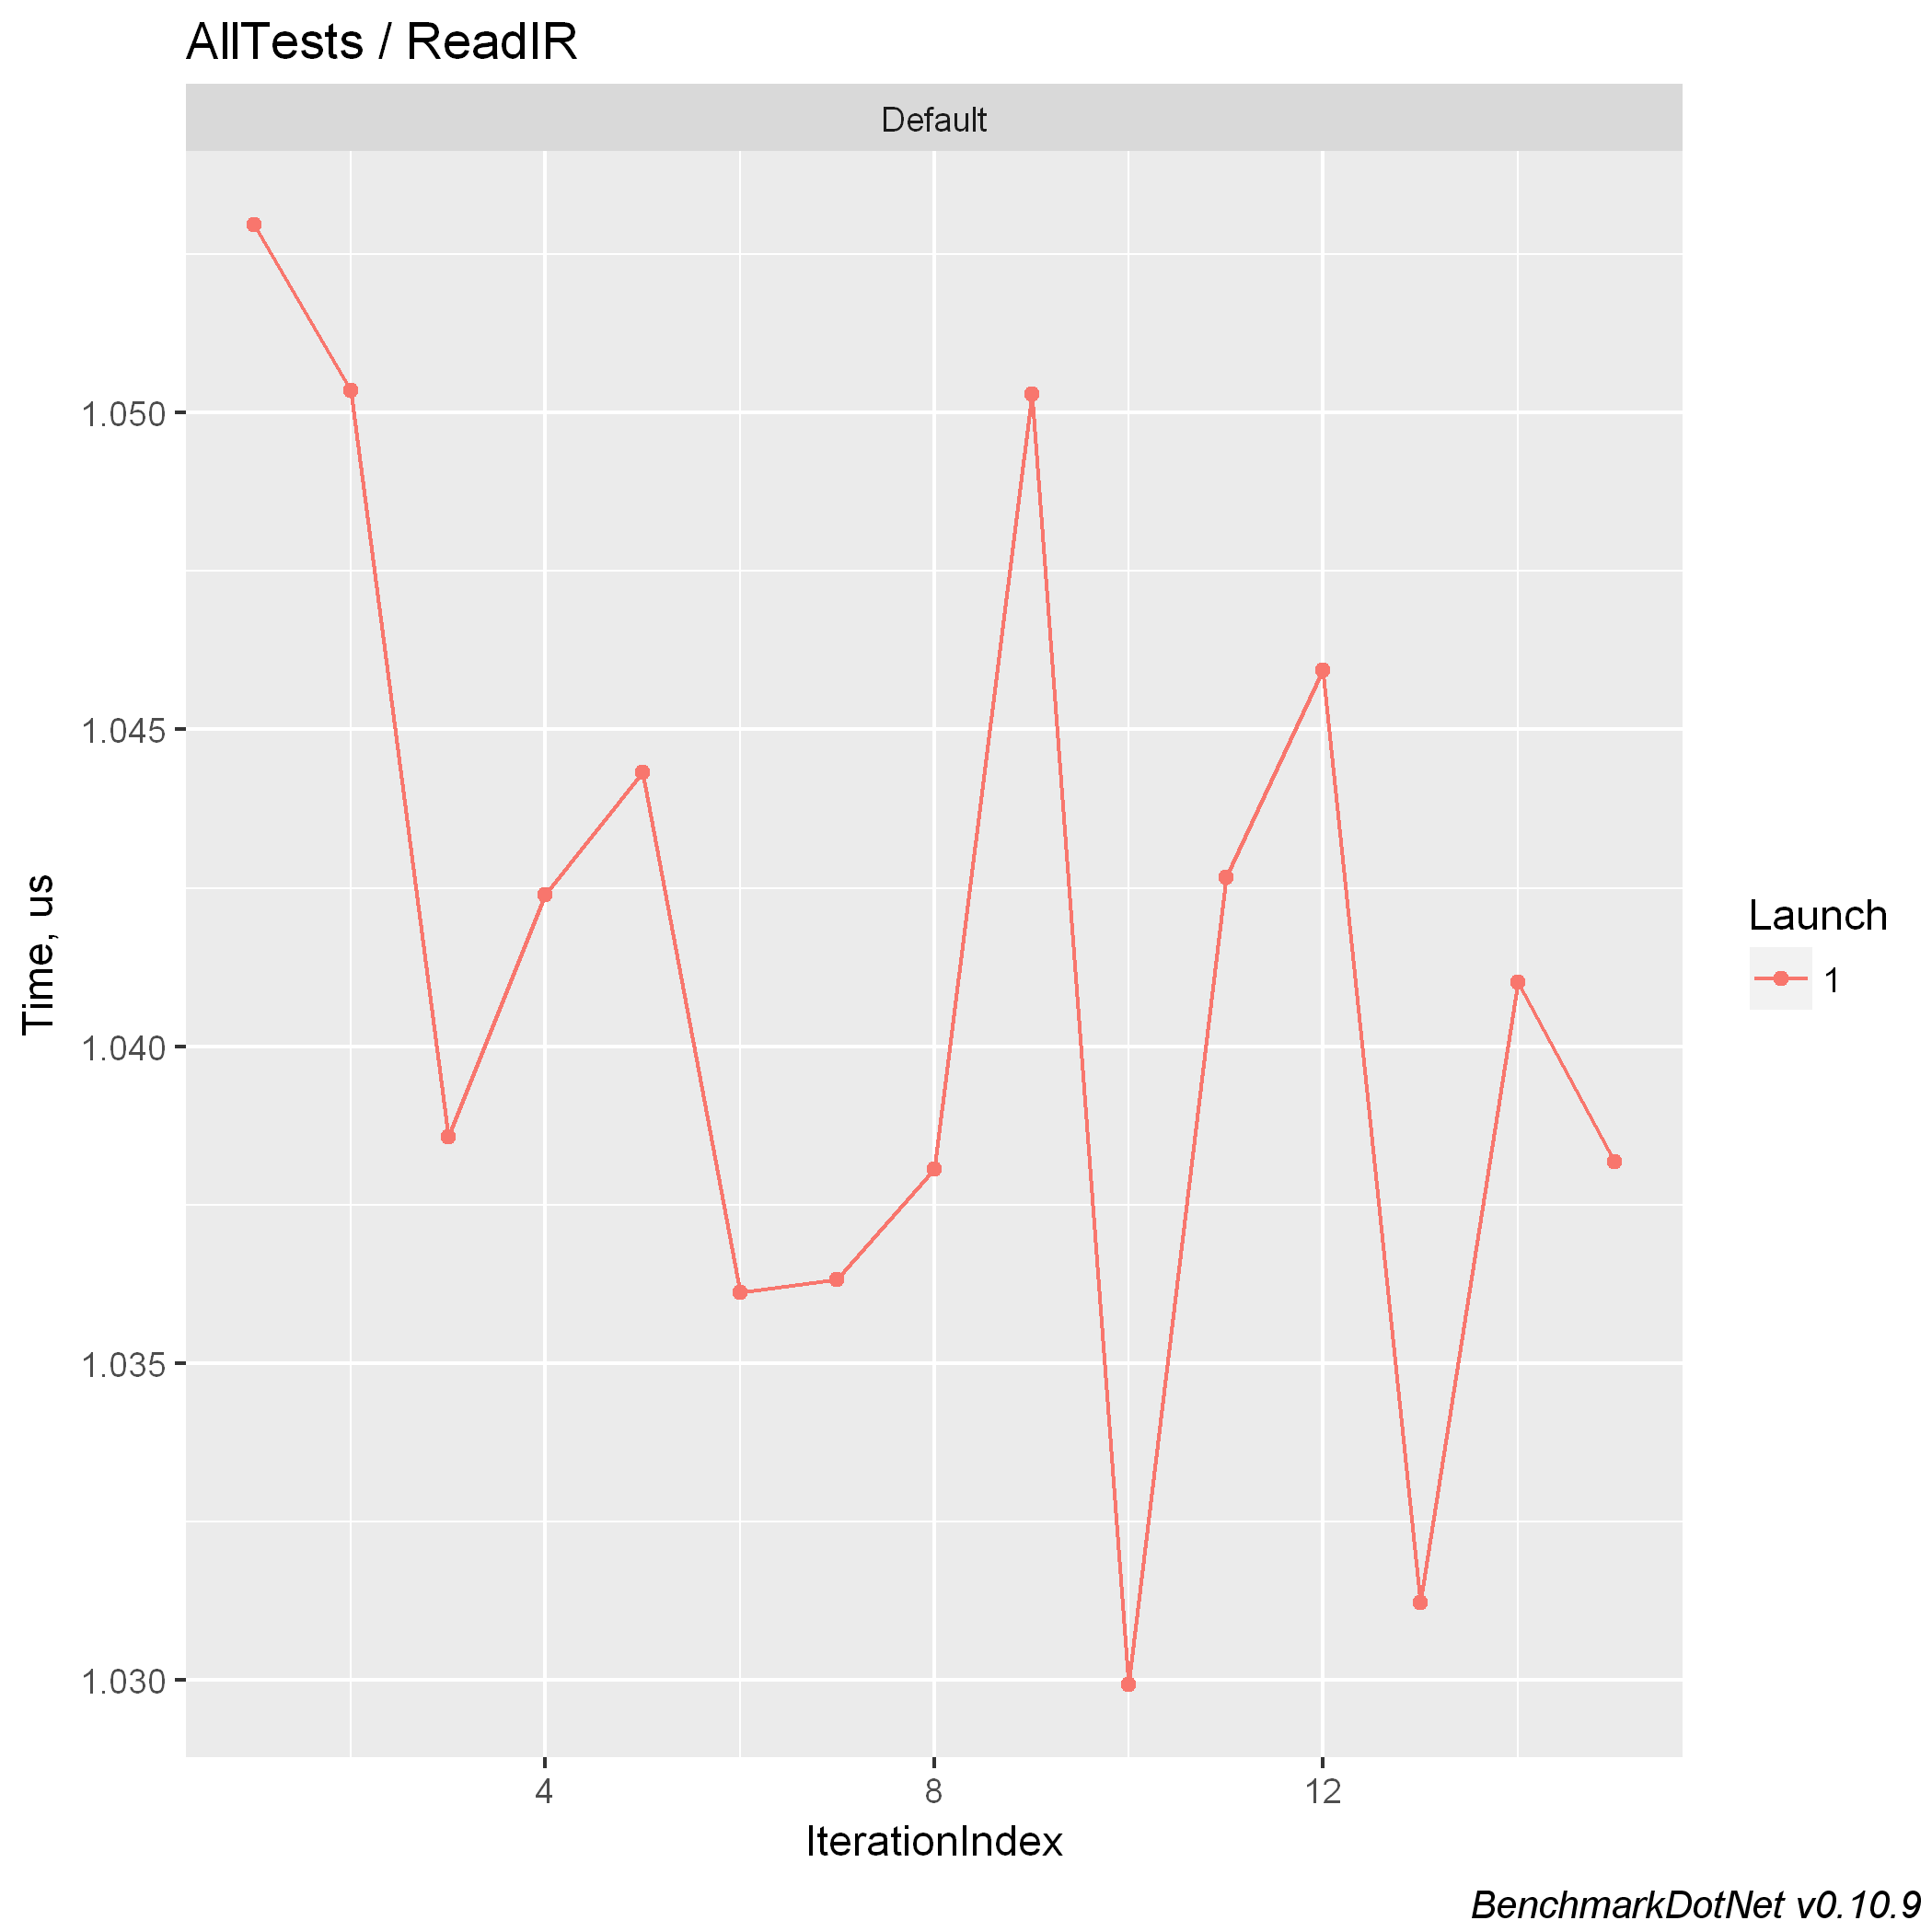 AllTests / ReadIR
Default
1.050
1.045
1.040
1.035
1.030
Time, us
4
8
12
IterationIndex
Launch
1
BenchmarkDotNet v0.10.9